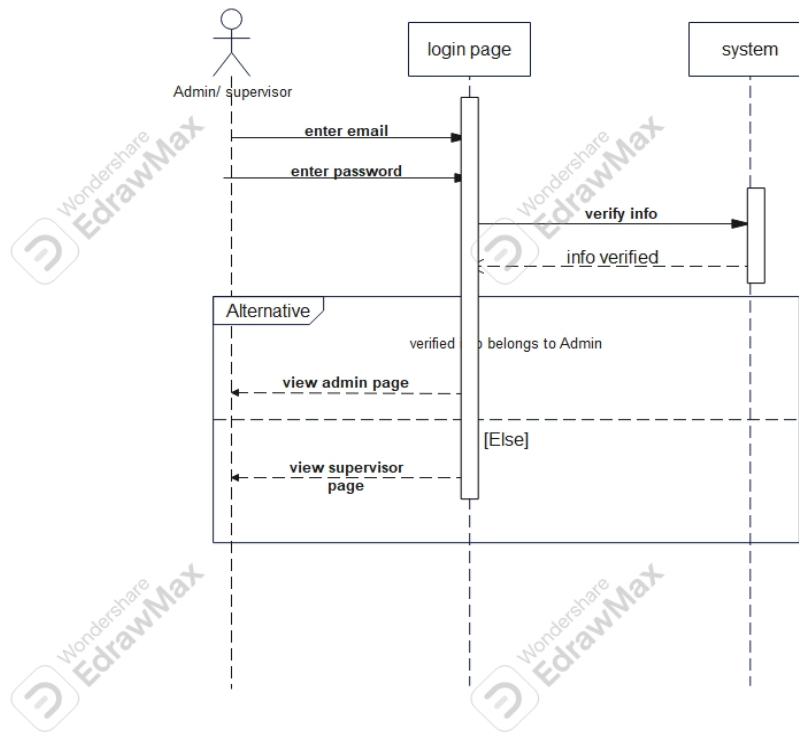 login page
system
Admin/ supervisor
enter email
enter password
verify info
info verified
Alternative
verified belongs to Admin
view admin page
[Else]
view supervisor
page
Wondershare
EdrawMax
Wondershare
EdrawMax
Wondershare
EdrawMax
Wondershare
EdrawMax